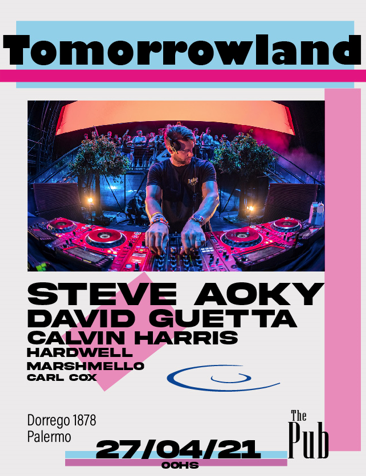 Tomorrowland
STEVE AOKY
DAVID GUETTA
CALVIN HARRIS
HARDWELL
MARSHMELLO
CARL COX
Dorrego 1878
Palermo
27/04/21
00HS
The
Pub